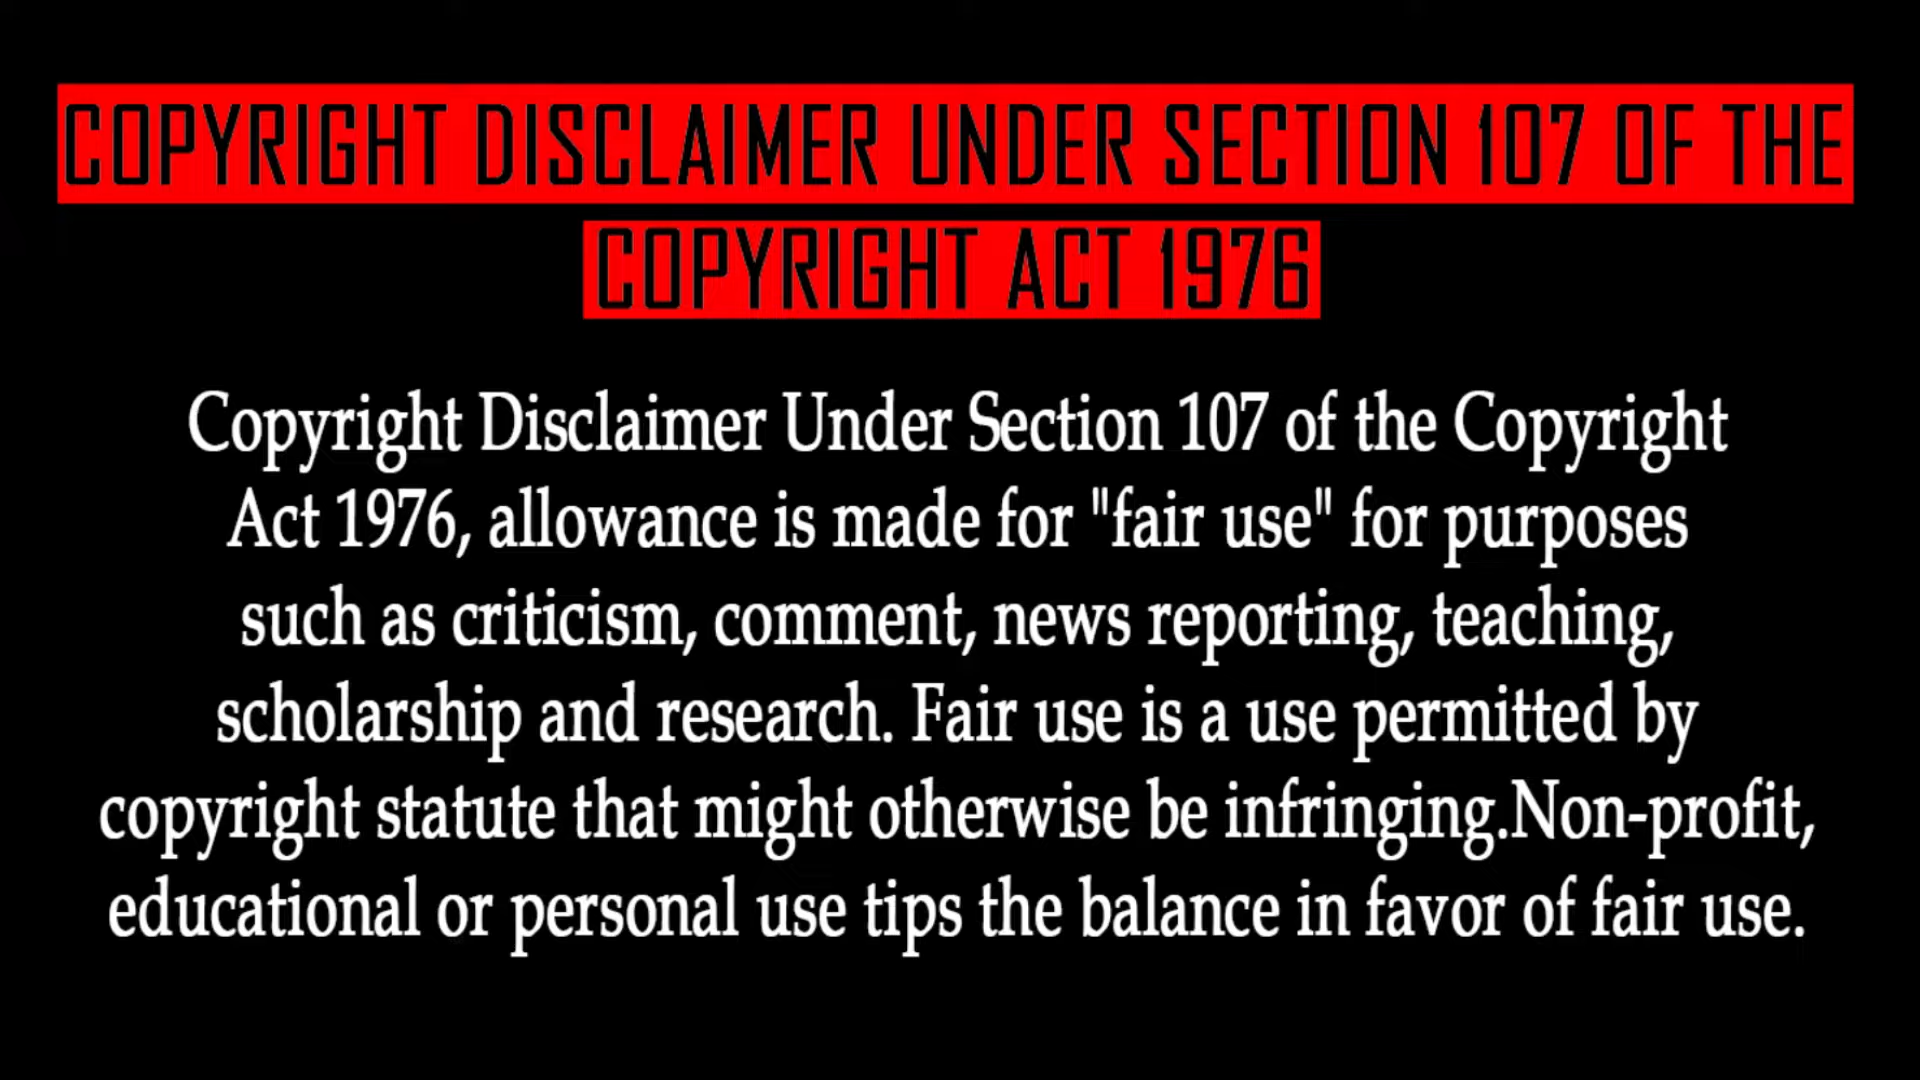 COPYRIGHT DISCLAIMER UNDER SECTION 107 OF THE
COPYRIGHT ACT 1976
Copyright Disclaimer Under Section 107 of the Copyright
Act 1976, allowance is made for "fair use" for purposes
such as criticism, comment, news reporting, teaching,
scholarship and research. Fair use is a use permitted by
copyright statute that might otherwise be infringing.Non-profit,
educational or personal use tips the balance in favor of fair use.